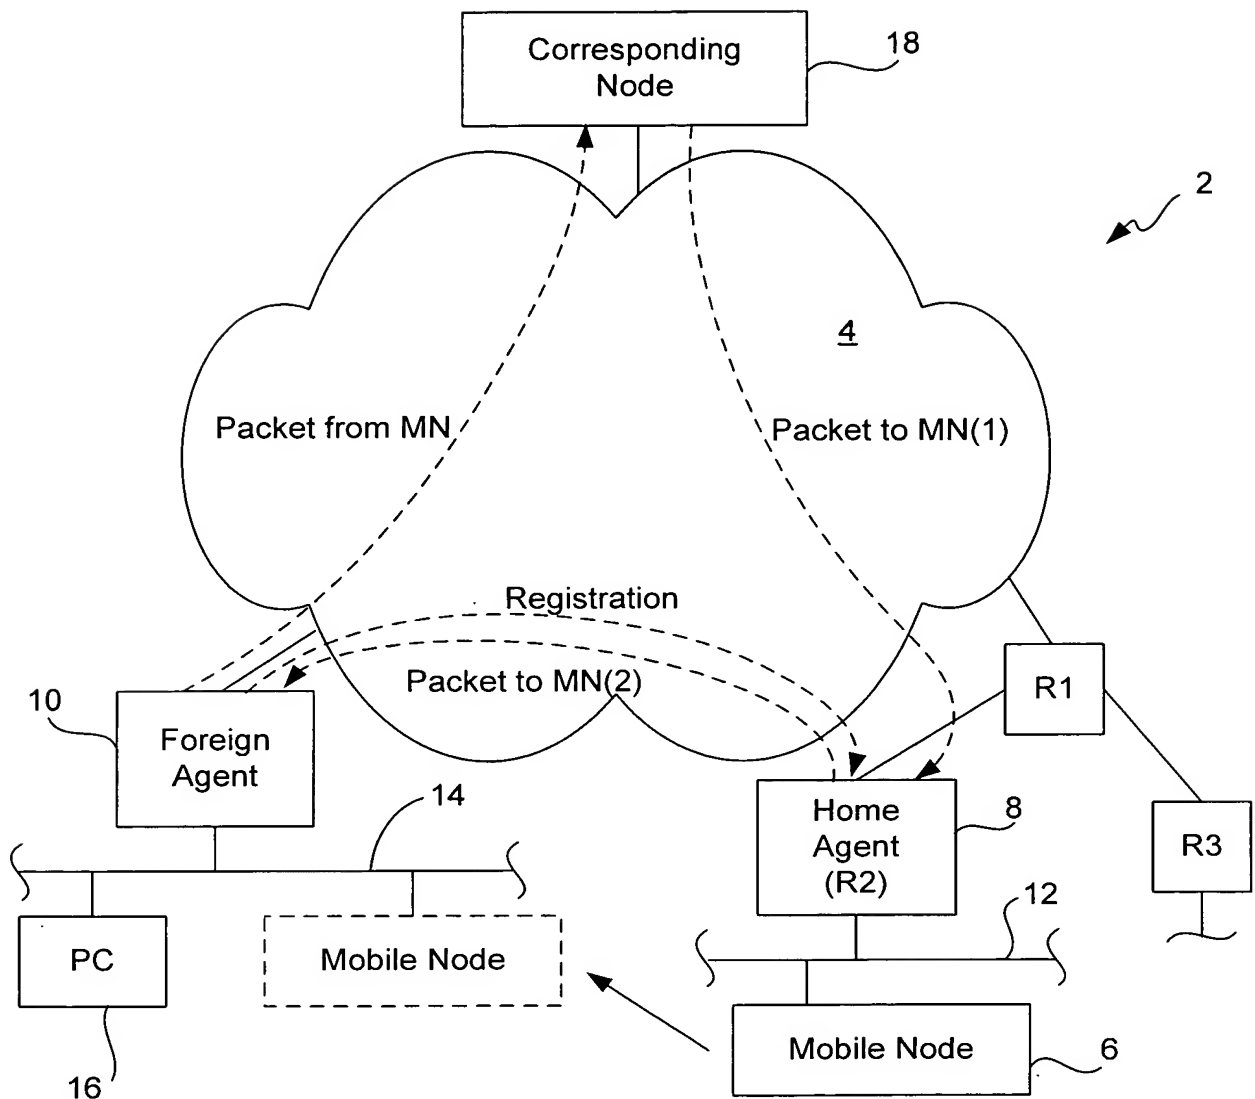 Corresponding
Node
18
2
4
Packet from MN
Packet to MN(1)
Registration
Packet to MN(2)
R1
10
Foreign
Agent
14
Home
Agent
(R2)
8
R3
12
PC
Mobile Node
Mobile Node
6
16